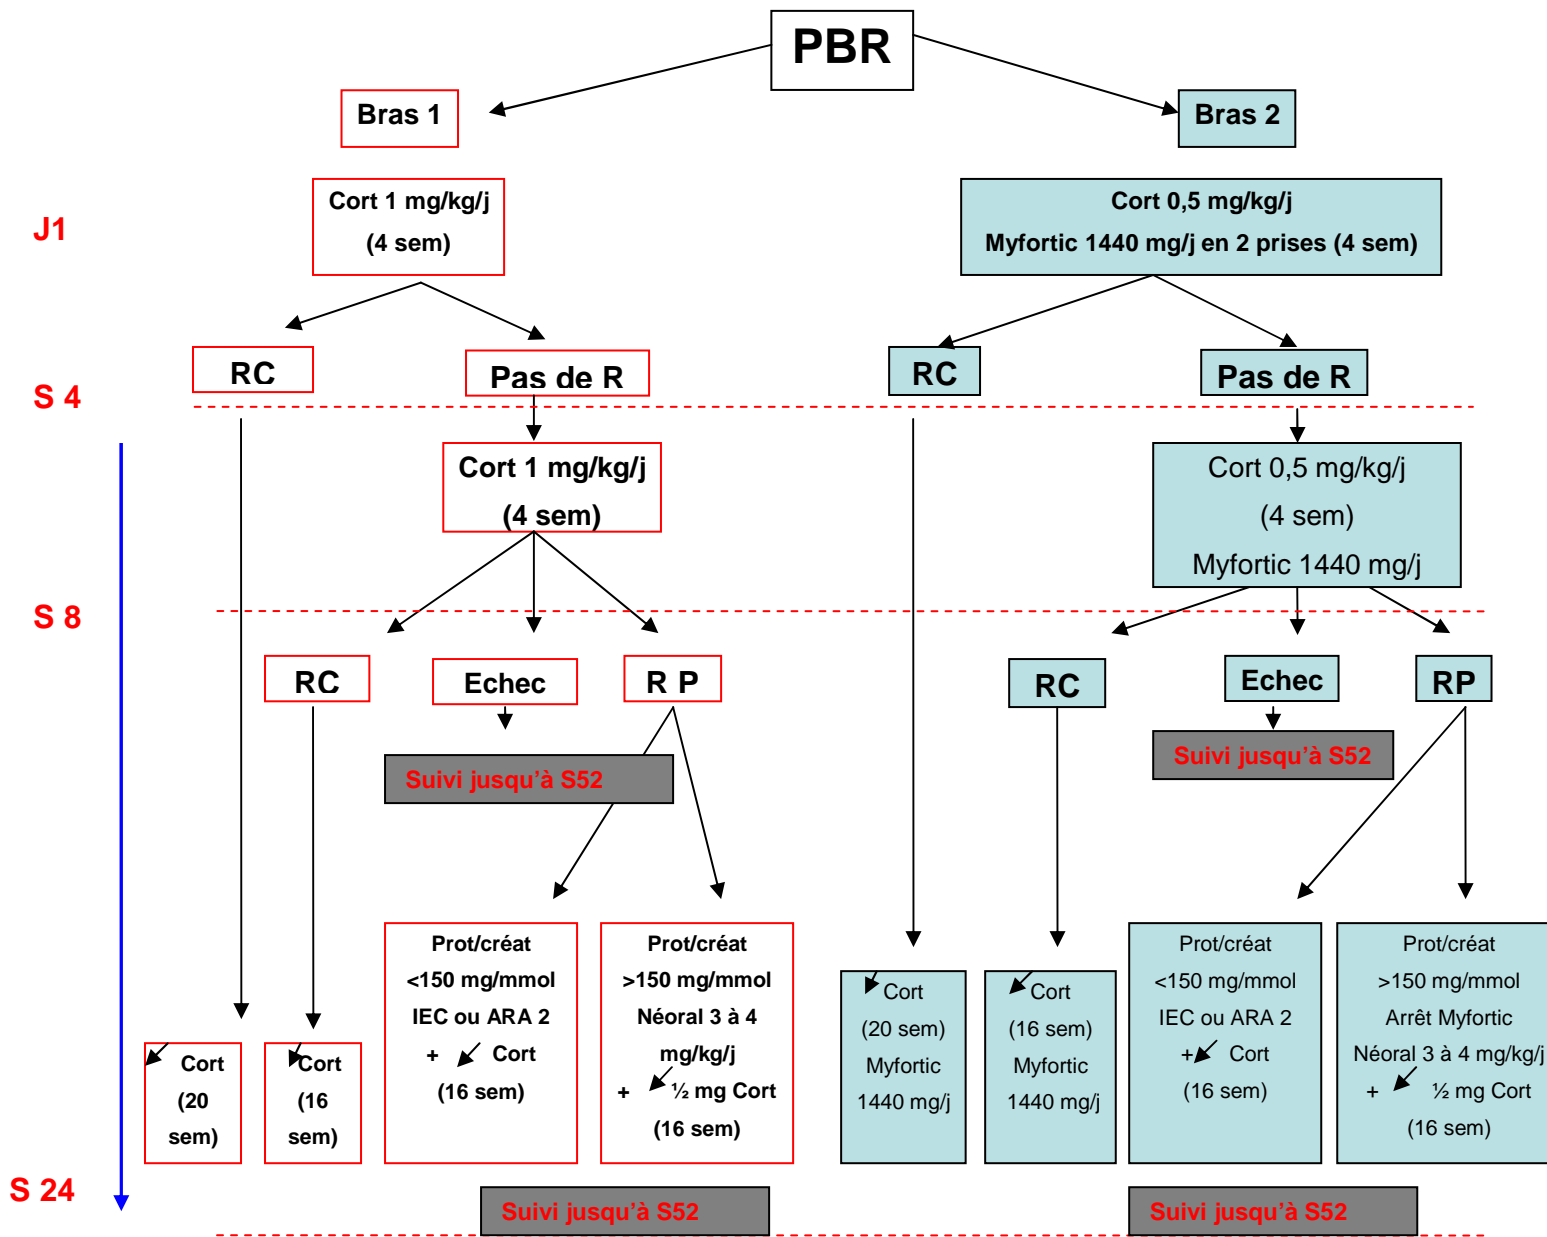 PBR
Bras 1
Bras 2
J1
Cort 1 mg/kg/j
(4 sem)
Cort 0,5 mg/kg/j
Myfortic 1440 mg/j en 2 prises (4 sem)
S 4
RC
Pas de R
RC
Pas de R
Cort 1 mg/kg/j
(4 sem)
Cort 0,5 mg/kg/j
(4 sem)
Myfortic 1440 mg/j
S 8
RC
Echec
R P
RC
Echec
RP
Suivi jusqu'à S52
Suivi jusqu'à S52
Cort
(20
sem)
Cort
(16
sem)
Prot/créat
<150 mg/mmol
IEC ou ARA 2
+ Cort
(16 sem)
Prot/créat
>150 mg/mmol
Néoral 3 à 4
mg/kg/j
+ ½ mg Cort
(16 sem)
Cort
(20 sem)
Myfortic
1440 mg/j
Cort
(16 sem)
Myfortic
1440 mg/j
Prot/créat
<150 mg/mmol
IEC ou ARA 2
+ Cort
(16 sem)
Prot/créat
>150 mg/mmol
Arrêt Myfortic
Néoral 3 à 4 mg/kg/j
+ ½ mg Cort
(16 sem)
S 24
Suivi jusqu'à S52
Suivi jusqu'à S52